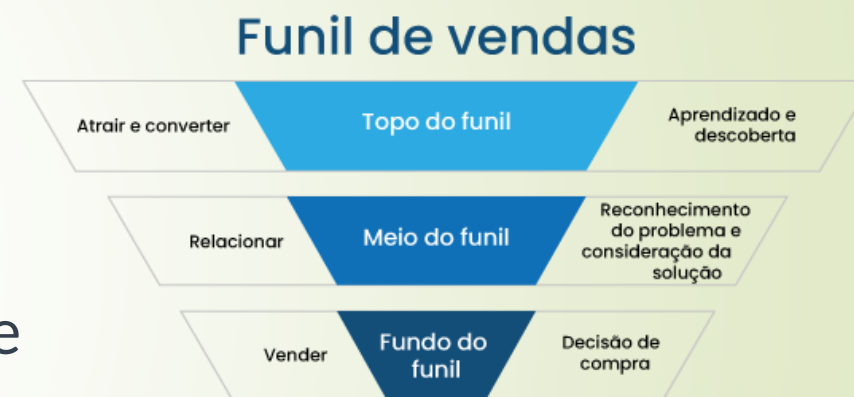 Funil de vendas
Atrair e converter
Topo do funil
Aprendizado e
descoberta
Relacionar
Meio do funil
Reconhecimento
do problema e
consideração da
solução
e
Vender
Fundo do
funil
Decisão de
compra